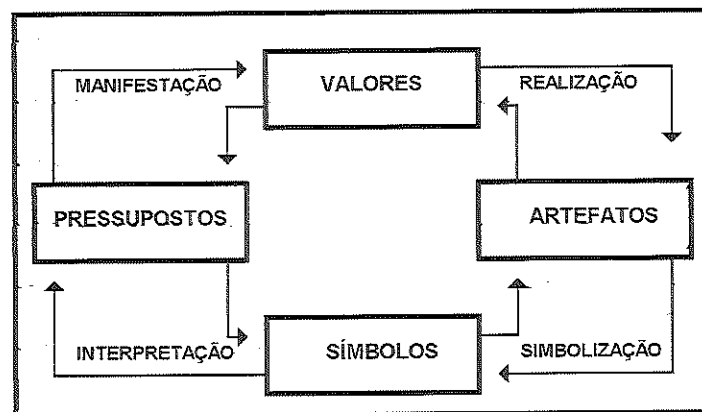 VALORES
MANIFESTAÇÃO
REALIZAÇÃO
PRESSUPOSTOS
ARTEFATOS
INTERPRETAÇÃO
SÍMBOLOS
SIMBOLIZAÇÃO